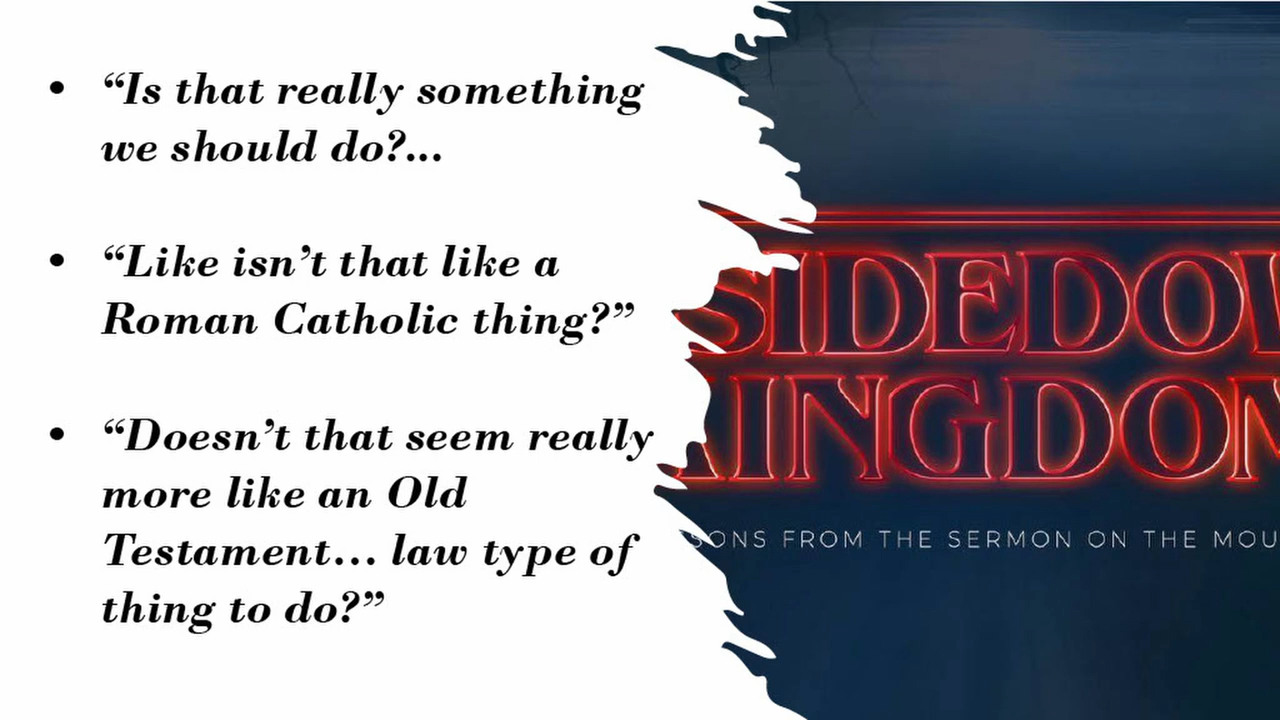 • “Is that really something
we should do?...
• “Like isn’t that like a
Roman Catholic thing?”
• “Doesn’t that seem really
more like an Old
Testament... law type of
thing to do?”
SIDEDOW
KINGDOM
SONS FROM THE SERMON ON THE MOU